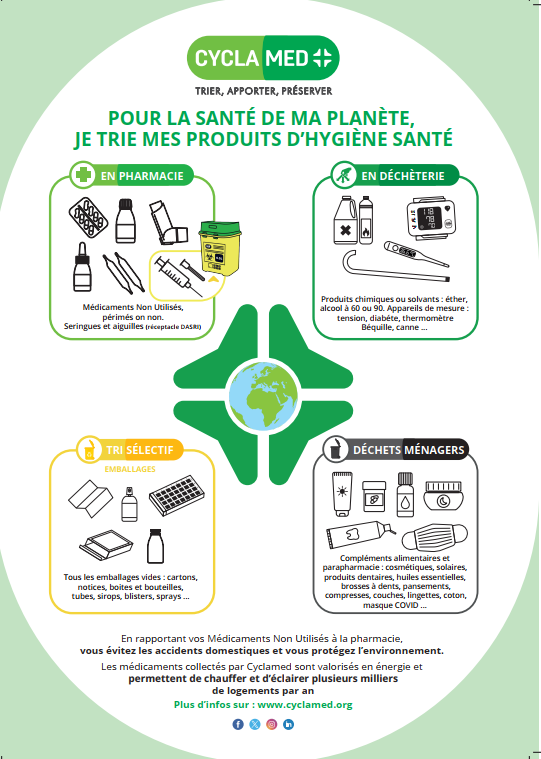 CYCLAMED
TRIER, APPORTER, PRÉSERVER
POUR LA SANTÉ DE MA PLANÈTE,
JE TRIE MES PRODUITS D'HYGIÈNE SANTÉ
EN PHARMACIE
Médicaments Non Utilisés,
périmés on non.
Seringues et aiguilles (réceptacle DASRI)
EN DÉCHÈTERIE
118
78
70
Produits chimiques ou solvants : éther,
alcool à 60 ou 90. Appareils de mesure :
tension, diabète, thermomètre
Béquille, canne ...
TRI SÉLECTIF
EMBALLAGES
Tous les emballages vides : cartons,
notices, boites et bouteilles,
tubes, sirops, blisters, sprays ...
DÉCHETS MÉNAGERS
Compléments alimentaires et
parapharmacie : cosmétiques, solaires,
produits dentaires, huiles essentielles,
brosses à dents, pansements,
compresses, couches, lingettes, coton,
masque COVID ...
En rapportant vos Médicaments Non Utilisés à la pharmacie,
vous évitez les accidents domestiques et vous protégez l'environnement.
Les médicaments collectés par Cyclamed sont valorisés en énergie et
permettent de chauffer et d'éclairer plusieurs milliers
de logements par an
Plus d'infos sur : www.cyclamed.org